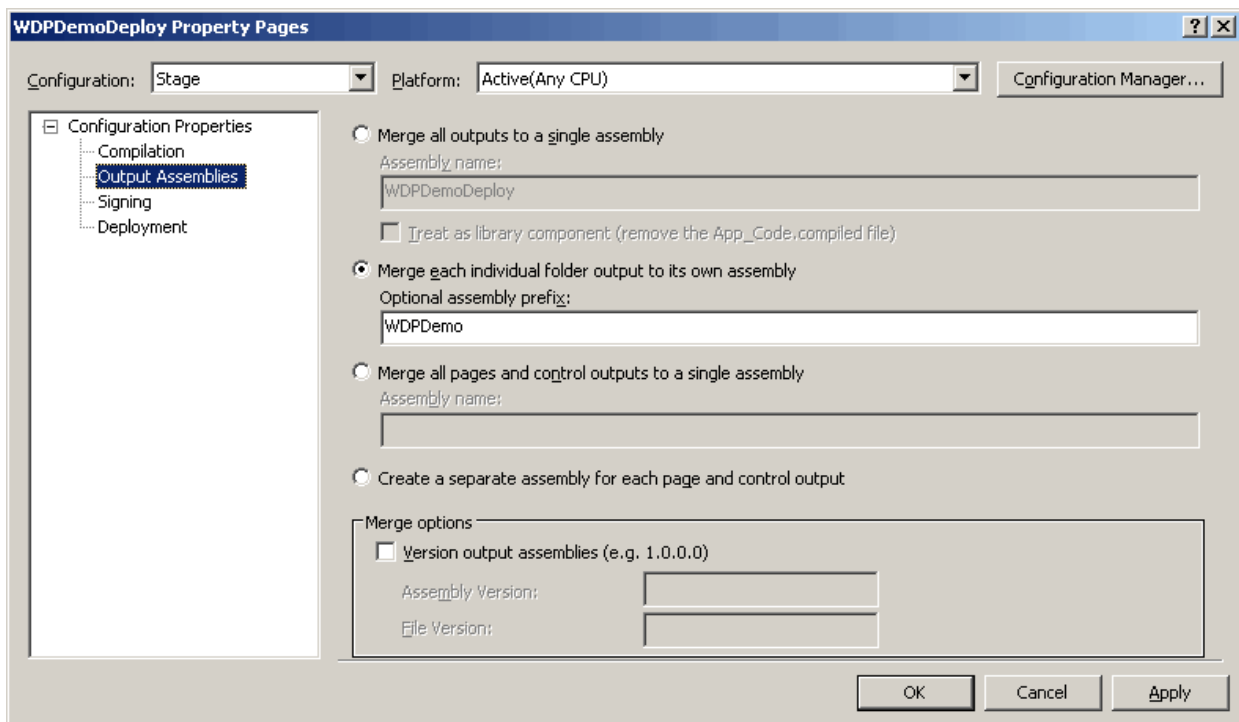 WDPDemoDeploy Property Pages
Configuration: Stage Platform: Active(Any CPU) Configuration Manager...
Configuration Properties
Compilation
Output Assemblies
Signing
Deployment
Merge all outputs to a single assembly
Assembly name:
WDPDemoDeploy
Treat as library component (remove the App_Code.compiled file)
Merge each individual folder output to its own assembly
Optional assembly prefix:
WDPDemo
Merge all pages and control outputs to a single assembly
Assembly name:
Create a separate assembly for each page and control output
Merge options
Version output assemblies (e.g. 1.0.0.0)
Assembly Version:
File Version:
OK Cancel Apply